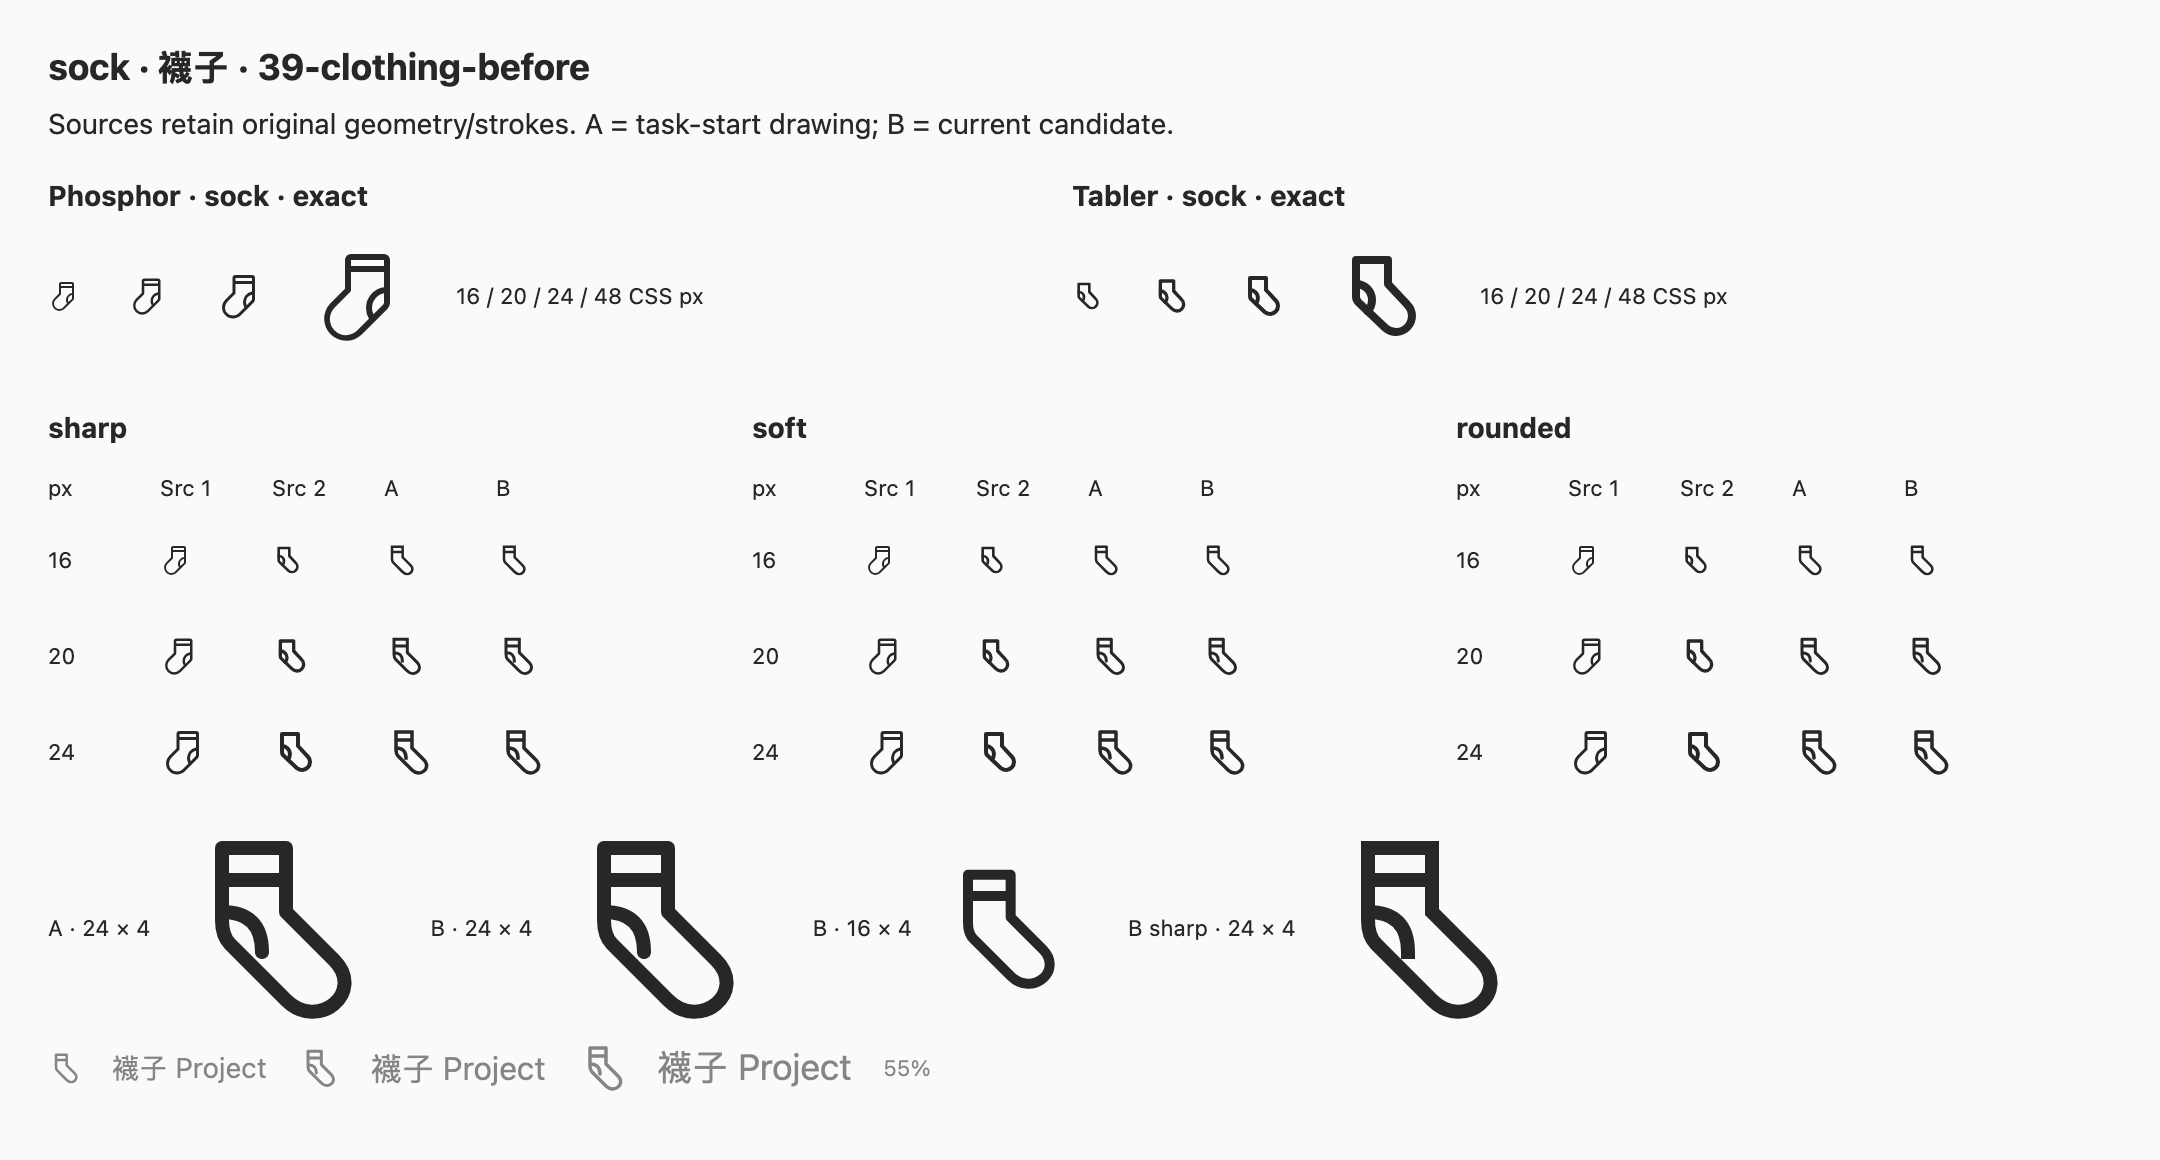 sock · 襪子 · 39-clothing-before
Sources retain original geometry/strokes. A = task-start drawing; B = current candidate.
Phosphor · sock · exact
Tabler · sock · exact
16 / 20 / 24 / 48 CSS px
16 / 20 / 24 / 48 CSS px
sharp
soft
rounded
px Src 1 Src 2 A B
px Src 1 Src 2 A B
px Src 1 Src 2 A B
16
16
16
20
20
20
24
24
24
A · 24 × 4
B · 24 × 4
B · 16 × 4
B sharp · 24 × 4
襪子 Project
襪子 Project
襪子 Project
55%